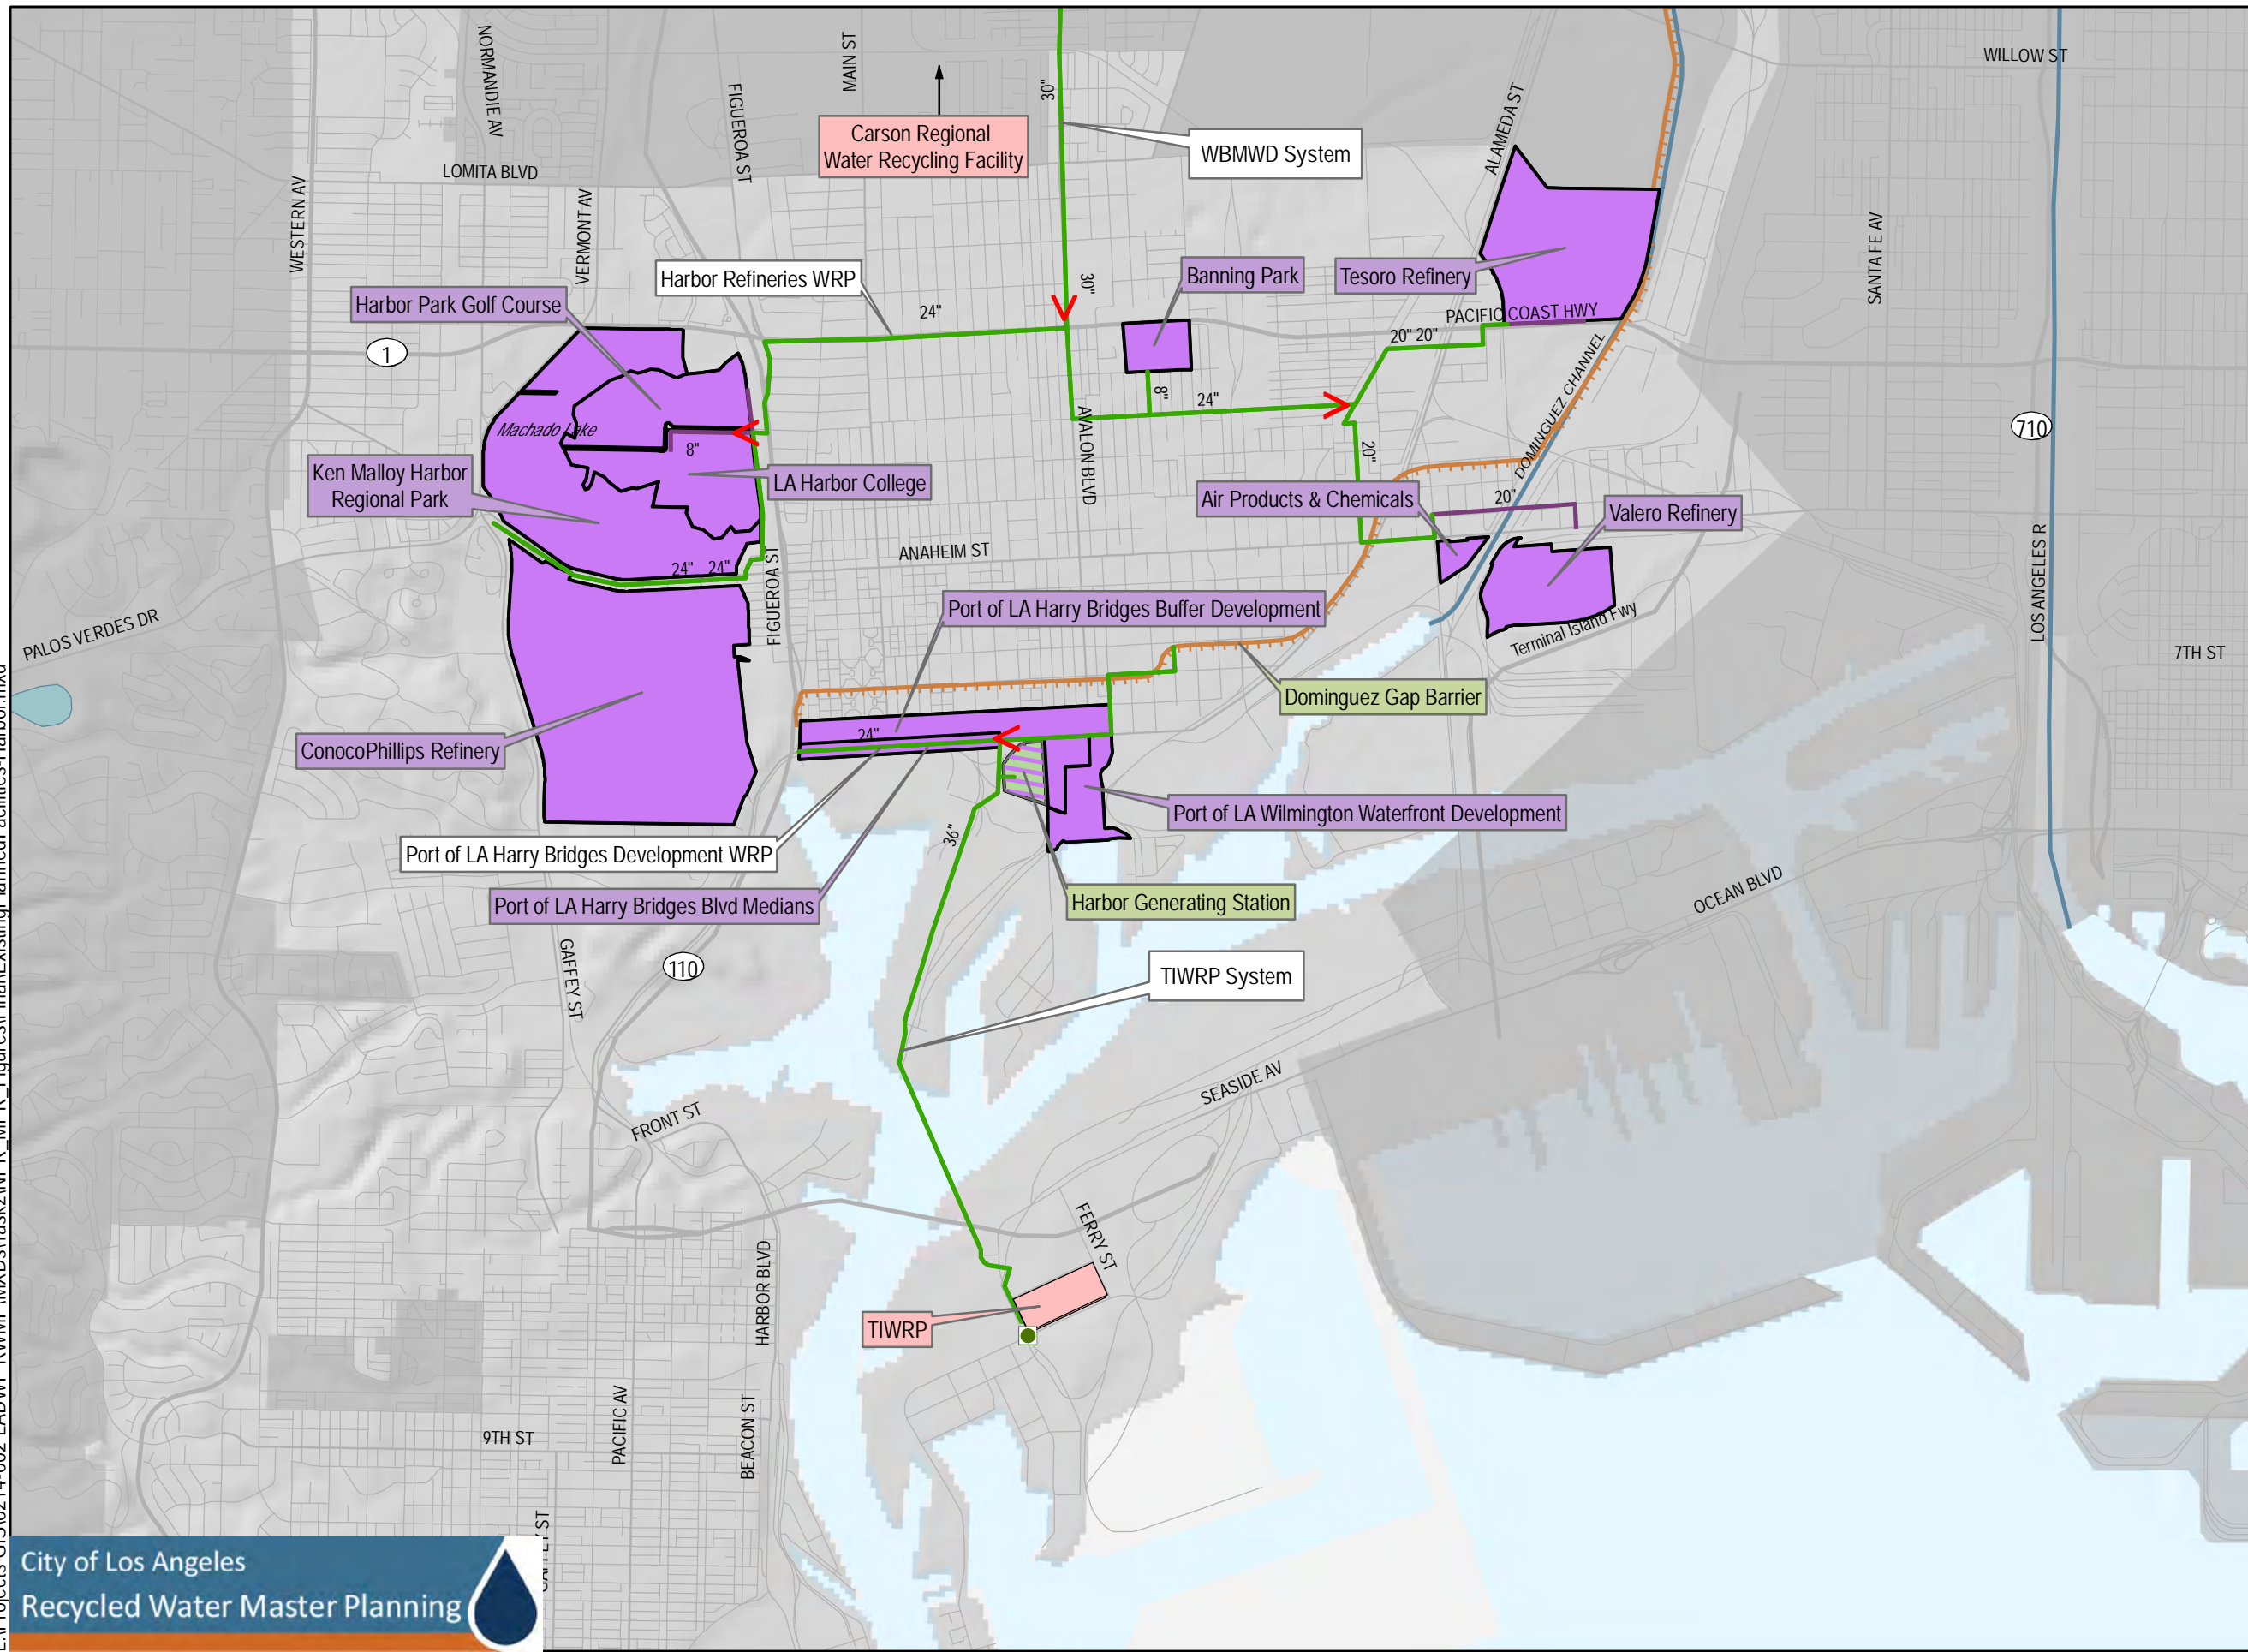 NORMANDIE AV
MAIN ST
WILLOW ST
FIGUEROA ST
30"
ALAMEDA ST
Carson Regional
Water Recycling Facility
WBMWD System
LOMITA BLVD
WESTERN AV
VERMONT AV
SANTA FE AV
Harbor Refineries WRP
Banning Park
Tesoro Refinery
30"
Harbor Park Golf Course
24"
PACIFIC COAST HWY
20" 20"
1
DOMINGUEZ CHANNEL
8"
24"
AVALON BLVD
710
Machado Lake
8"
20"
Ken Malloy Harbor
Regional Park
LA Harbor College
Air Products & Chemicals
20"
Valero Refinery
LOS ANGELES R
ANAHEIM ST
24" 24"
FIGUEROA ST
Port of LA Harry Bridges Buffer Development
PALOS VERDES DR
Terminal Island Fwy
7TH ST
Dominguez Gap Barrier
24"
ConocoPhillips Refinery
Port of LA Wilmington Waterfront Development
36"
Port of LA Harry Bridges Development WRP
Port of LA Harry Bridges Blvd Medians
Harbor Generating Station
OCEAN BLVD
GAFFEY ST
110
TIWRP System
SEASIDE AV
FRONT ST
FERRY ST
HARBOR BLVD
TIWRP
PACIFIC AV
BEACON ST
9TH ST
City of Los Angeles
Recycled Water Master Planning